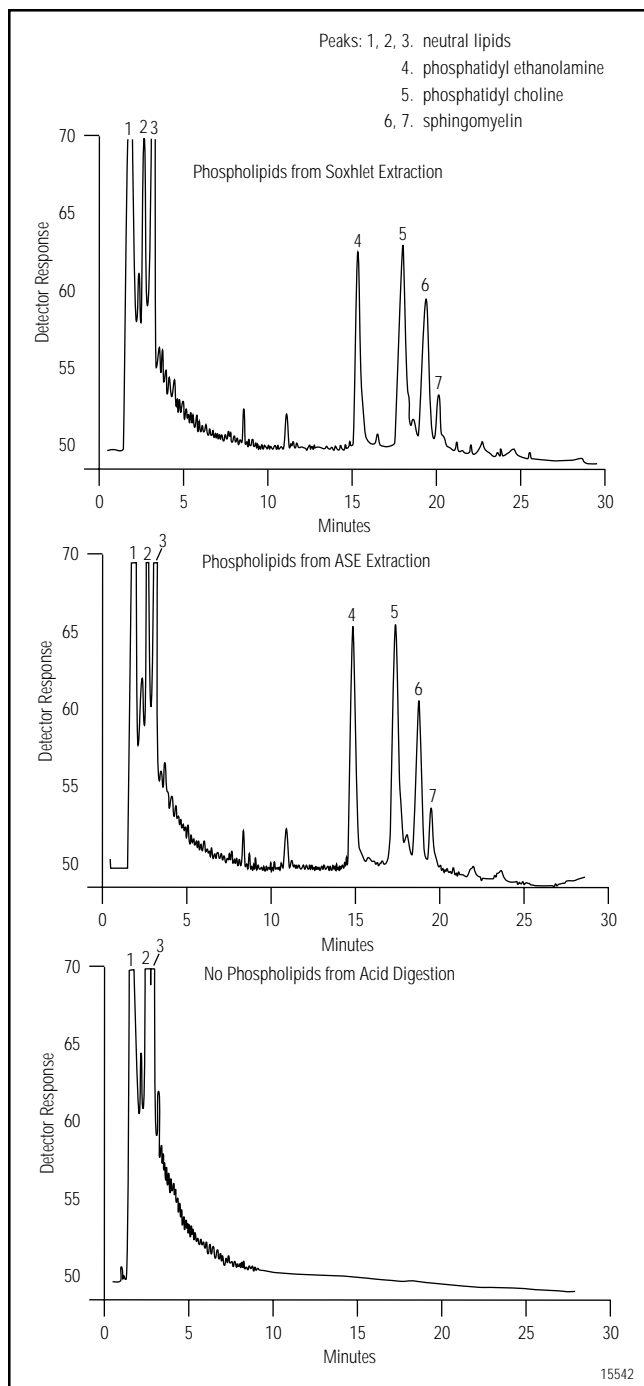 Peaks: 1, 2, 3. neutral lipids
4. phosphatidyl ethanolamine
5. phosphatidyl choline
6, 7. sphingomyelin
Phospholipids from Soxhlet Extraction
Detector Response
70
65
60
55
50
1 2 3
4
5
6
7
0 5 10 15 20 25 30
Minutes
Phospholipids from ASE Extraction
Detector Response
70
65
60
55
50
1 2 3
4
5
6
7
0 5 10 15 20 25 30
Minutes
No Phospholipids from Acid Digestion
Detector Response
70
65
60
55
50
1 2 3
0 5 10 15 20 25 30
Minutes
15542